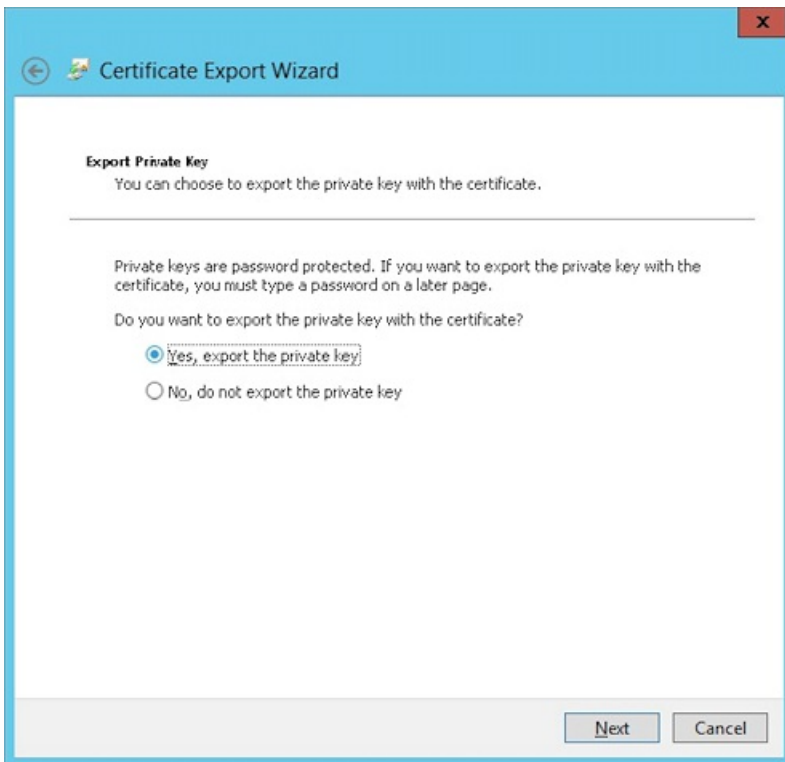 x
Certificate Export Wizard
Export Private Key
You can choose to export the private key with the certificate.
Private keys are password protected. If you want to export the private key with the
certificate, you must type a password on a later page.
Do you want to export the private key with the certificate?
Yes, export the private key
No, do not export the private key
Next
Cancel